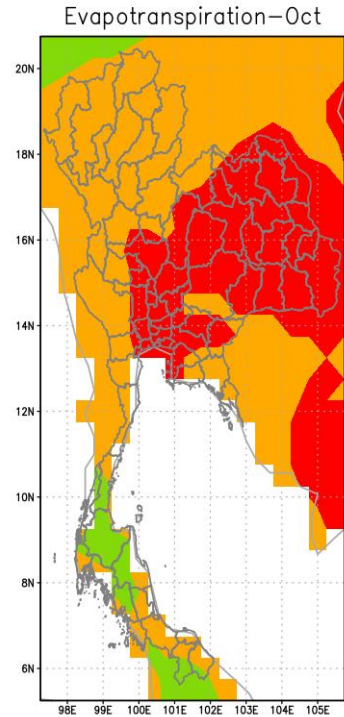 Evapotranspiration-Oct
20N
18N
16N
14N
12N
10N
8N
6N
98E 99E 100E 101E 102E 103E 104E 105E